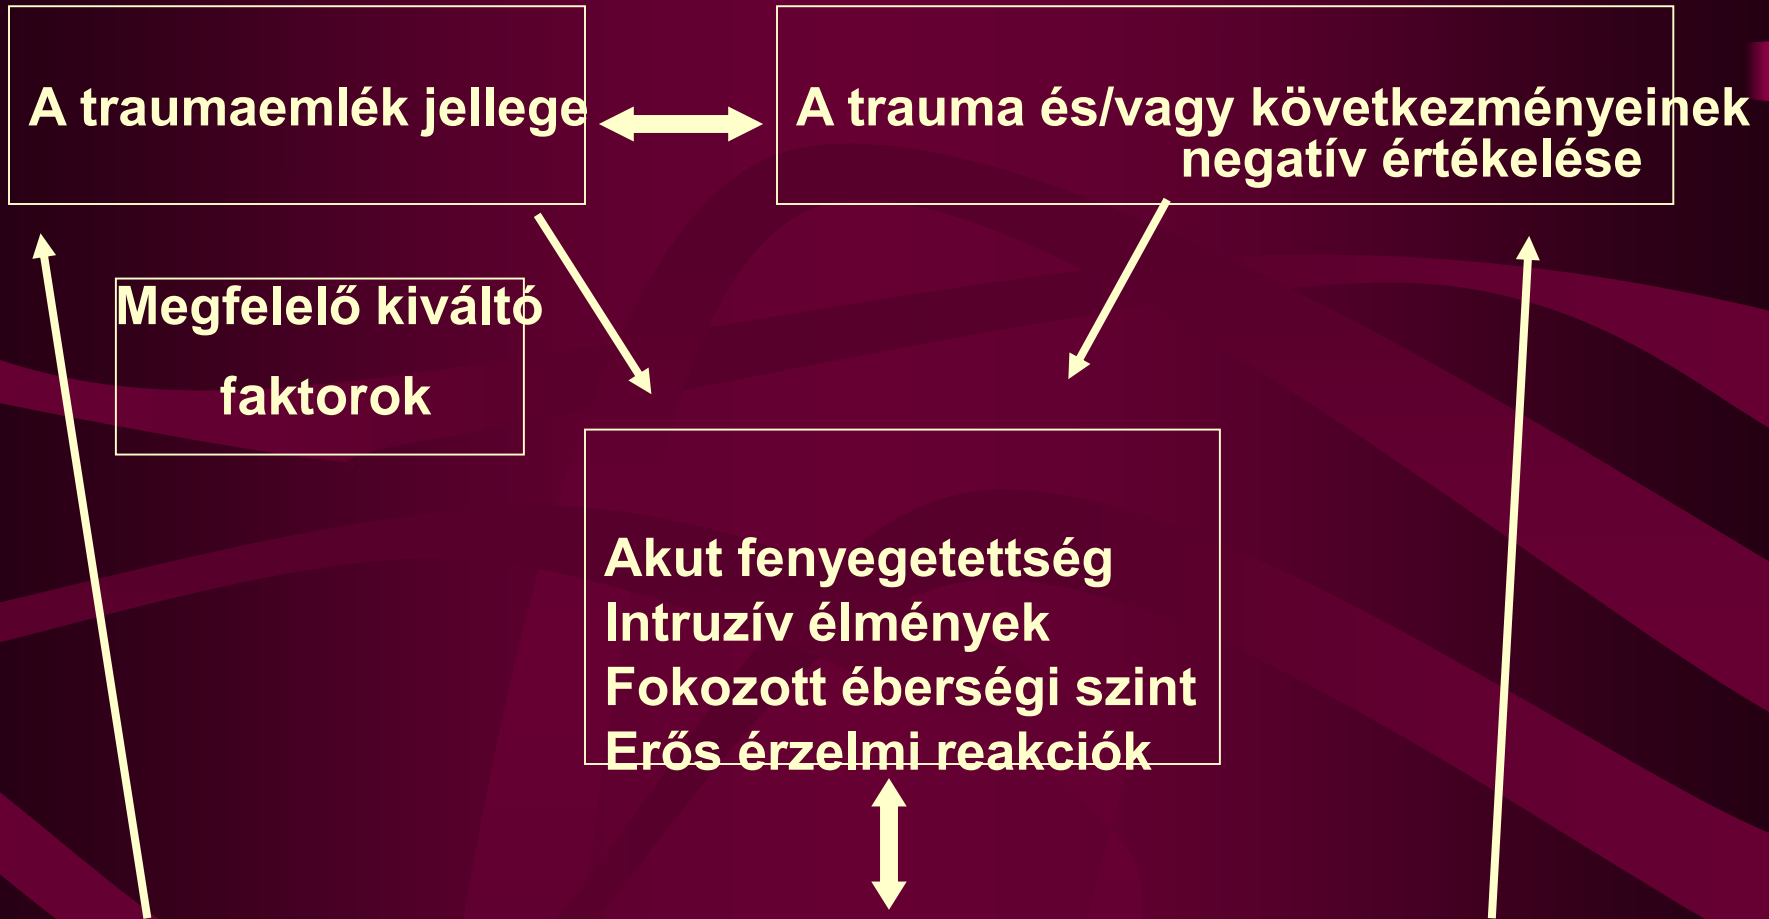 A traumaemlék jellege
A trauma és/vagy következményeinek
negatív értékelése
Megfelelő kiváltó
faktorok
Akut fenyegetettség
Intruzív élmények
Fokozott éberségi szint
Erős érzelmi reakciók